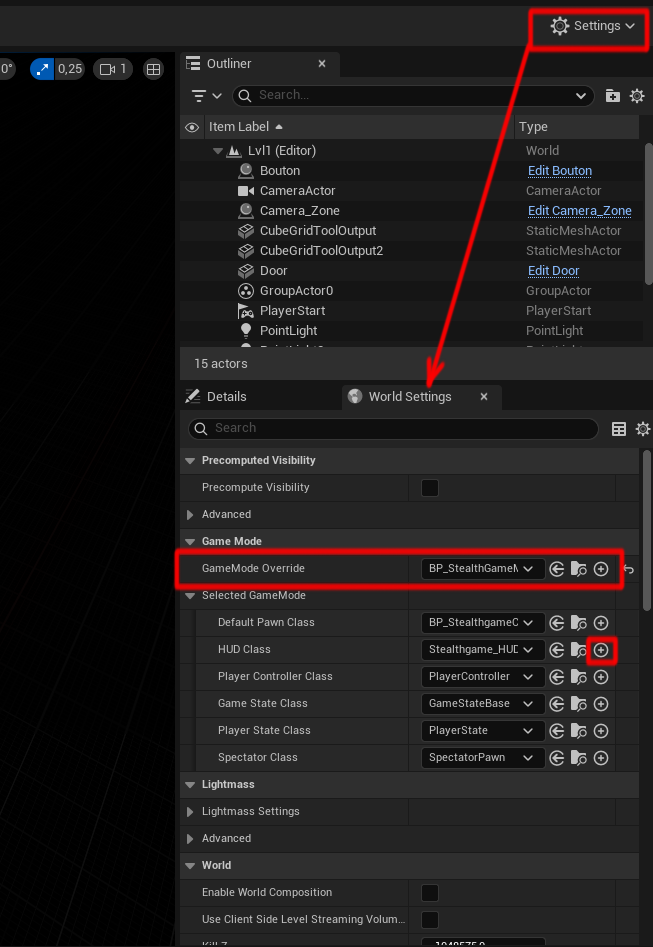 Settings
0°
0,25
1
Outliner
Search...
Item Label
Type
Lvl1 (Editor)
World
Bouton
Edit Bouton
CameraActor
CameraActor
Camera_Zone
Edit Camera_Zone
CubeGridToolOutput
StaticMeshActor
CubeGridToolOutput2
StaticMeshActor
Door
Edit Door
GroupActor0
GroupActor
PlayerStart
PlayerStart
PointLight
PointLight
15 actors
Details
World Settings
Search
Precomputed Visibility
Precompute Visibility
Advanced
Game Mode
GameMode Override
BP_StealthGameM
Selected GameMode
Default Pawn Class
BP_StealthgameC
HUD Class
Stealthgame_HUD
Player Controller Class
PlayerController
Game State Class
GameStateBase
Player State Class
PlayerState
Spectator Class
SpectatorPawn
Lightmass
Lightmass Settings
Advanced
World
Enable World Composition
Use Client Side Level Streaming Volum...
Kill Z